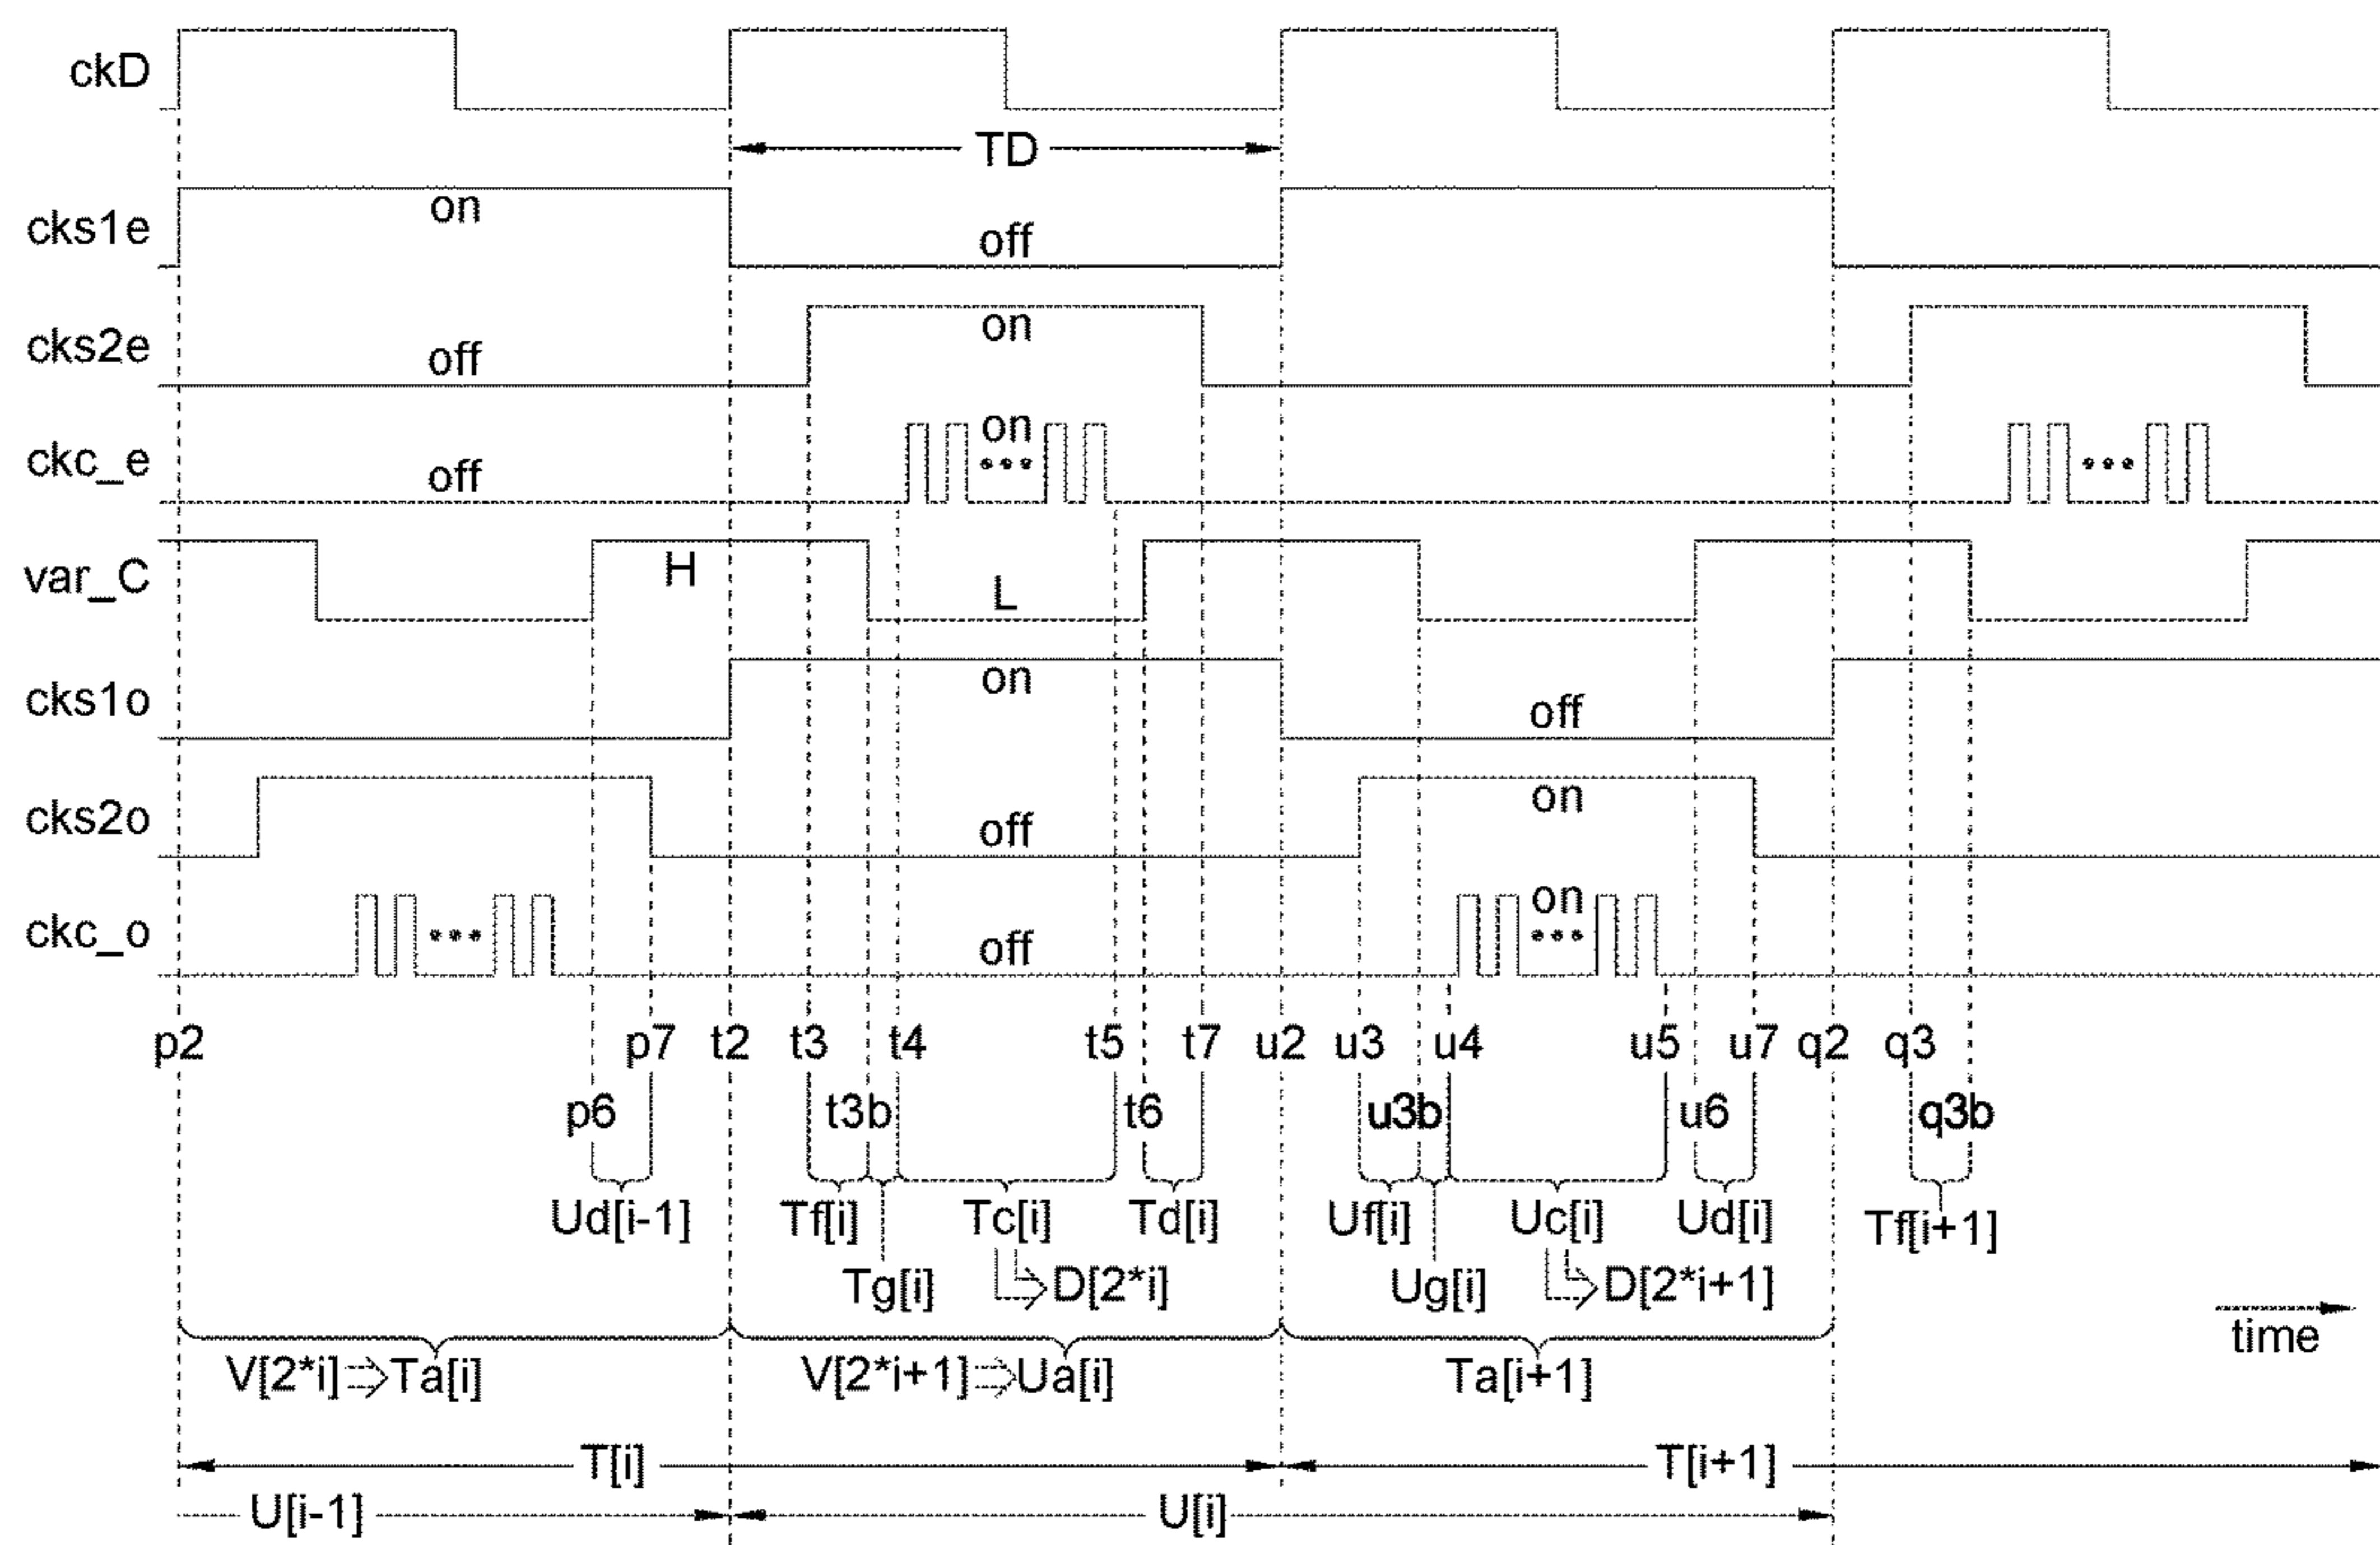 ckD
TD
cks1e
on
off
cks2e
off
on
ckc_e
off
on
var_C
H
L
cks1o
on
off
cks2o
off
on
ckc_o
off
on
p2 p7 t2 t3 t4 t5 t7 u2 u3 u4 u5 u7 q2 q3
p6 t3b t6 u3b u6 q3b
Ud[i-1] Tf[i] Tc[i] Td[i] Uf[i] Uc[i] Ud[i] Tf[i+1]
Tg[i] D[2*i] Ug[i] D[2*i+1]
time
V[2*i] Ta[i] V[2*i+1] Ua[i] Ta[i+1]
T[i] T[i+1]
U[i-1] U[i]